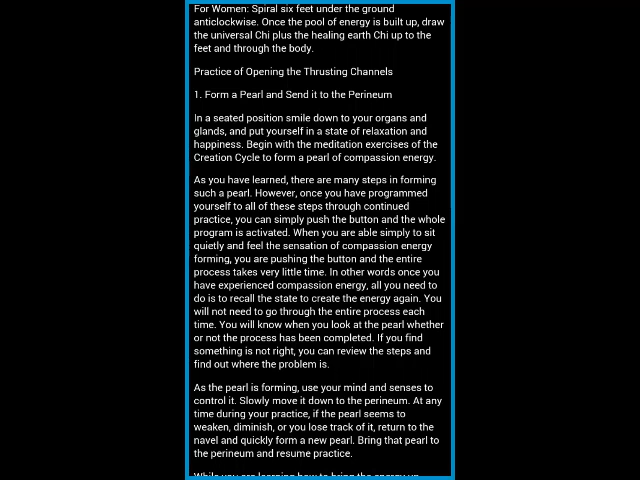 For Women: Spiral six feet under the ground
anticlockwise. Once the pool of energy is built up, draw
the universal Chi plus the healing earth Chi up to the
feet and through the body.
Practice of Opening the Thrusting Channels
1. Form a Pearl and Send it to the Perineum
In a seated position smile down to your organs and
glands, and put yourself in a state of relaxation and
happiness. Begin with the meditation exercises of the
Creation Cycle to form a pearl of compassion energy.
As you have learned, there are many steps in forming
such a pearl. However, once you have programmed
yourself to all of these steps through continued
practice, you can simply push the button and the whole
program is activated. When you are able simply to sit
quietly and feel the sensation of compassion energy
forming, you are pushing the button and the entire
process takes very little time. In other words once you
have experienced compassion energy, all you need to
do is to recall the state to create the energy again. You
will not need to go through the entire process each
time. You will know when you look at the pearl whether
or not the process has been completed. If you find
something is not right, you can review the steps and
find out where the problem is.
As the pearl is forming, use your mind and senses to
control it. Slowly move it down to the perineum. At any
time during your practice, if the pearl seems to
weaken, diminish, or you lose track of it, return to the
navel and quickly form a new pearl. Bring that pearl to
the perineum and resume practice.
While you are learning how to bring the energy up